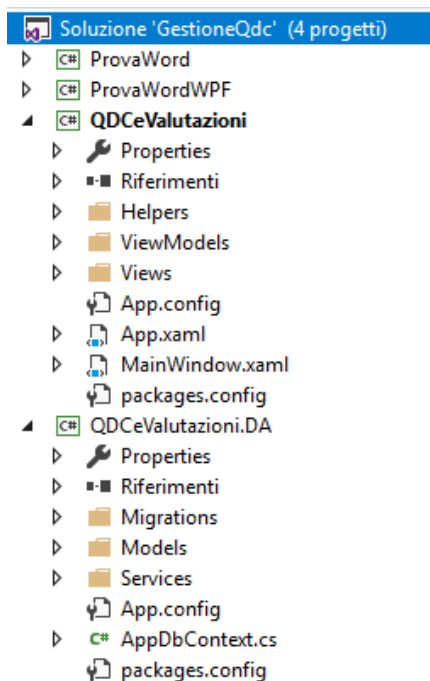 Soluzione 'GestioneQdc' (4 progetti)
C# ProvaWord
C# ProvaWordWPF
C# QDCeValutazioni
Properties
Riferimenti
Helpers
ViewModels
Views
App.config
App.xaml
MainWindow.xaml
packages.config
C# QDCeValutazioni.DA
Properties
Riferimenti
Migrations
Models
Services
App.config
C# AppDbContext.cs
packages.config